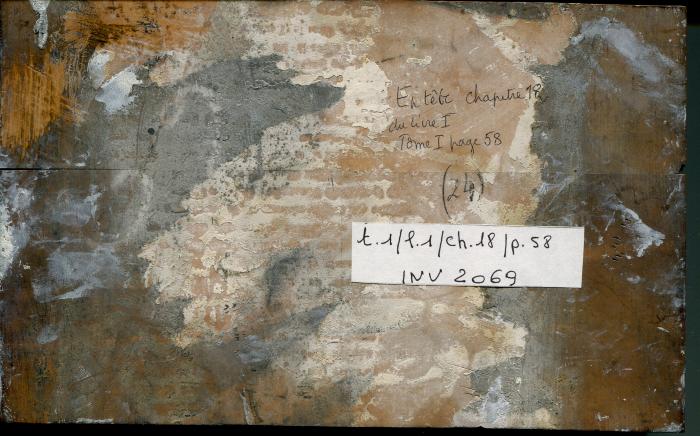 En tête chapitre 18
du livre I
Tome I page 58
(24)
t.1/l.1/ch.18/p.58
INV 2069